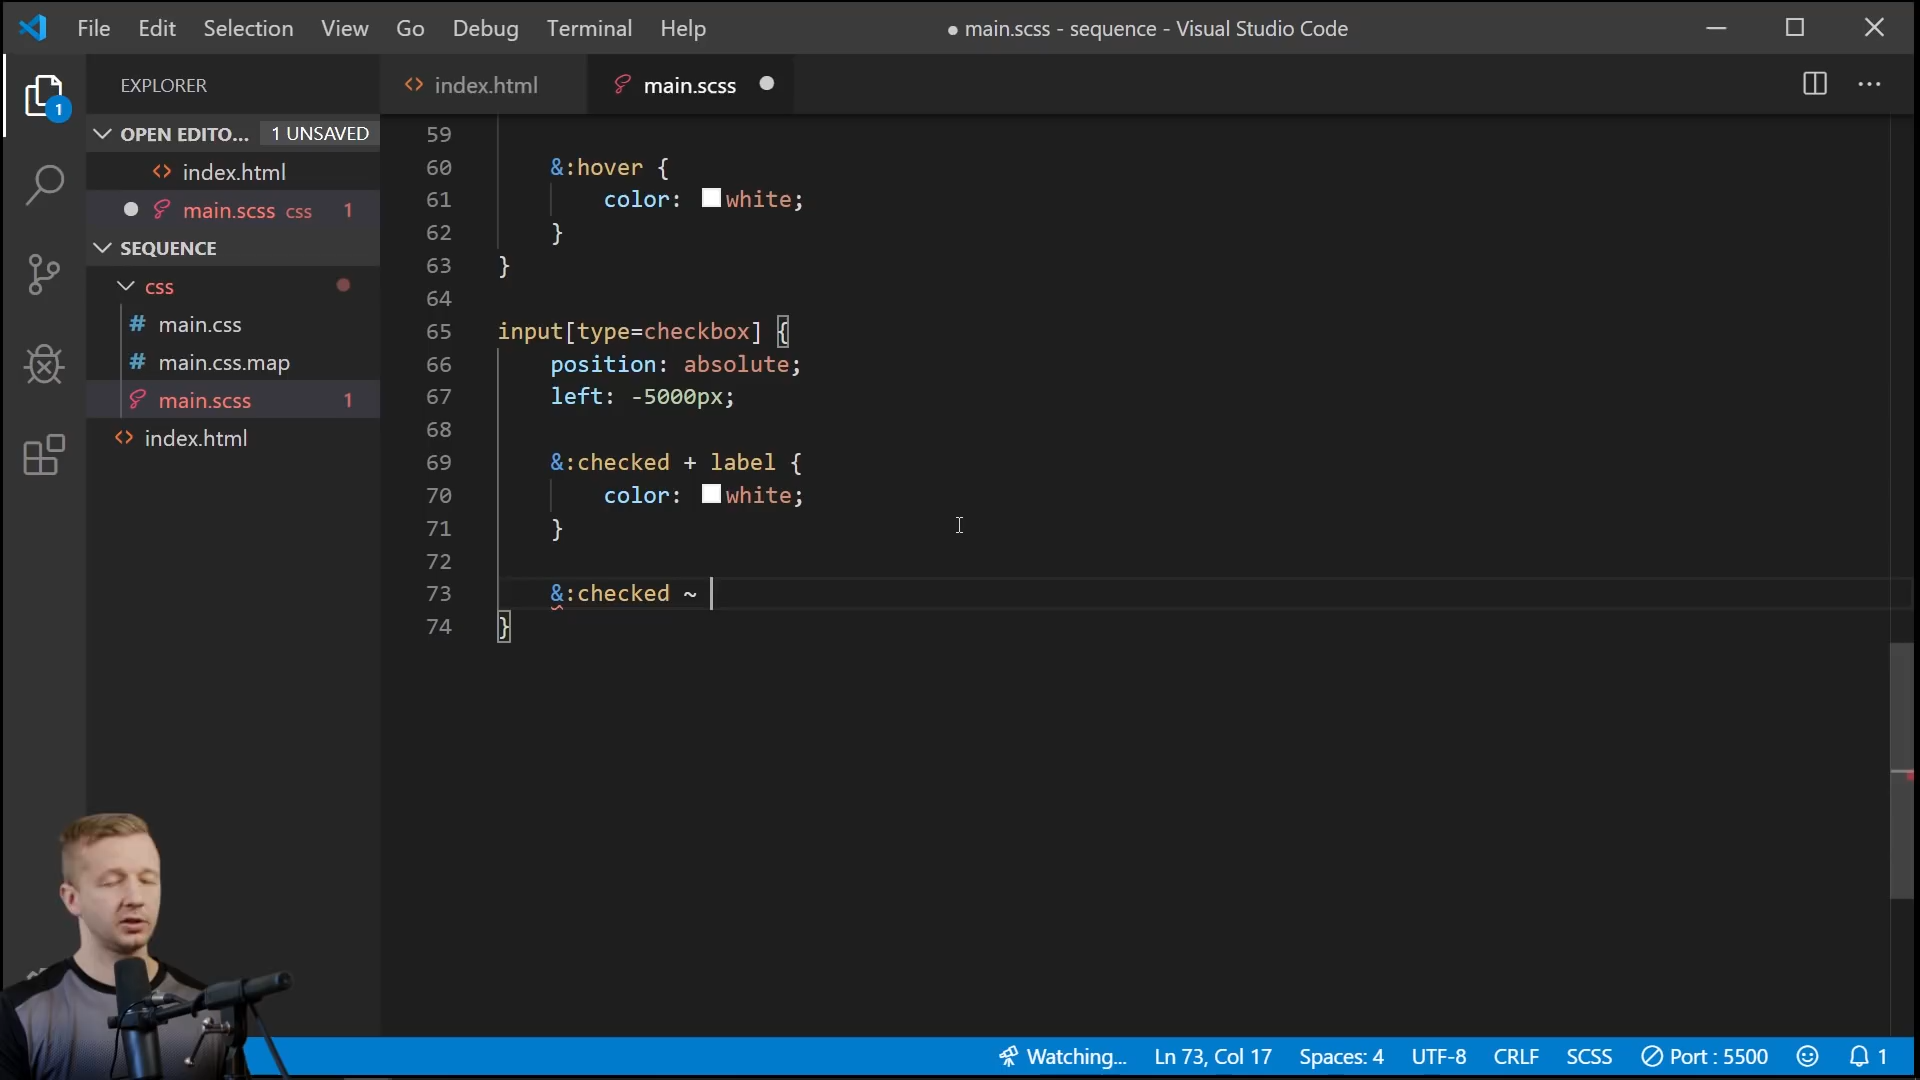 File Edit Selection View Go Debug Terminal Help
● main.scss - sequence - Visual Studio Code
EXPLORER
index.html
main.scss
1
OPEN EDITO... 1 UNSAVED
index.html
main.scss css 1
SEQUENCE
css
# main.css
# main.css.map
main.scss 1
index.html
59
60 &:hover {
61 color: white;
62 }
63 }
64
65 input[type=checkbox] {
66 position: absolute;
67 left: -5000px;
68
69 &:checked + label {
70 color: white;
71 }
72
73 &:checked ~
74 }
Watching... Ln 73, Col 17 Spaces: 4 UTF-8 CRLF SCSS Port : 5500 1